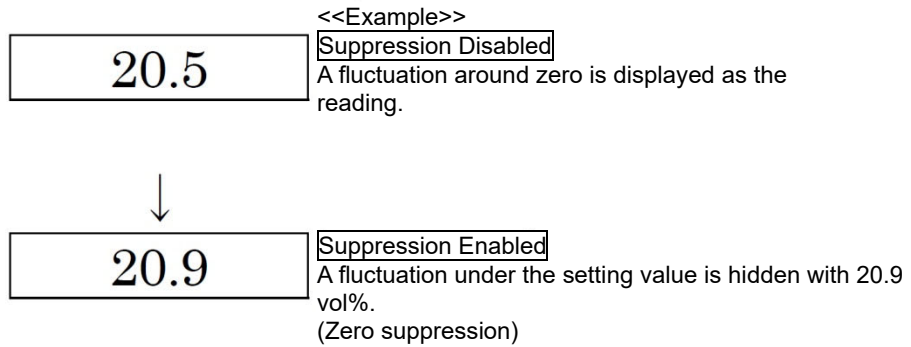 <<Example>>
Suppression Disabled
20.5
A fluctuation around zero is displayed as the
reading.
↓
Suppression Enabled
20.9
A fluctuation under the setting value is hidden with 20.9
vol%.
(Zero suppression)